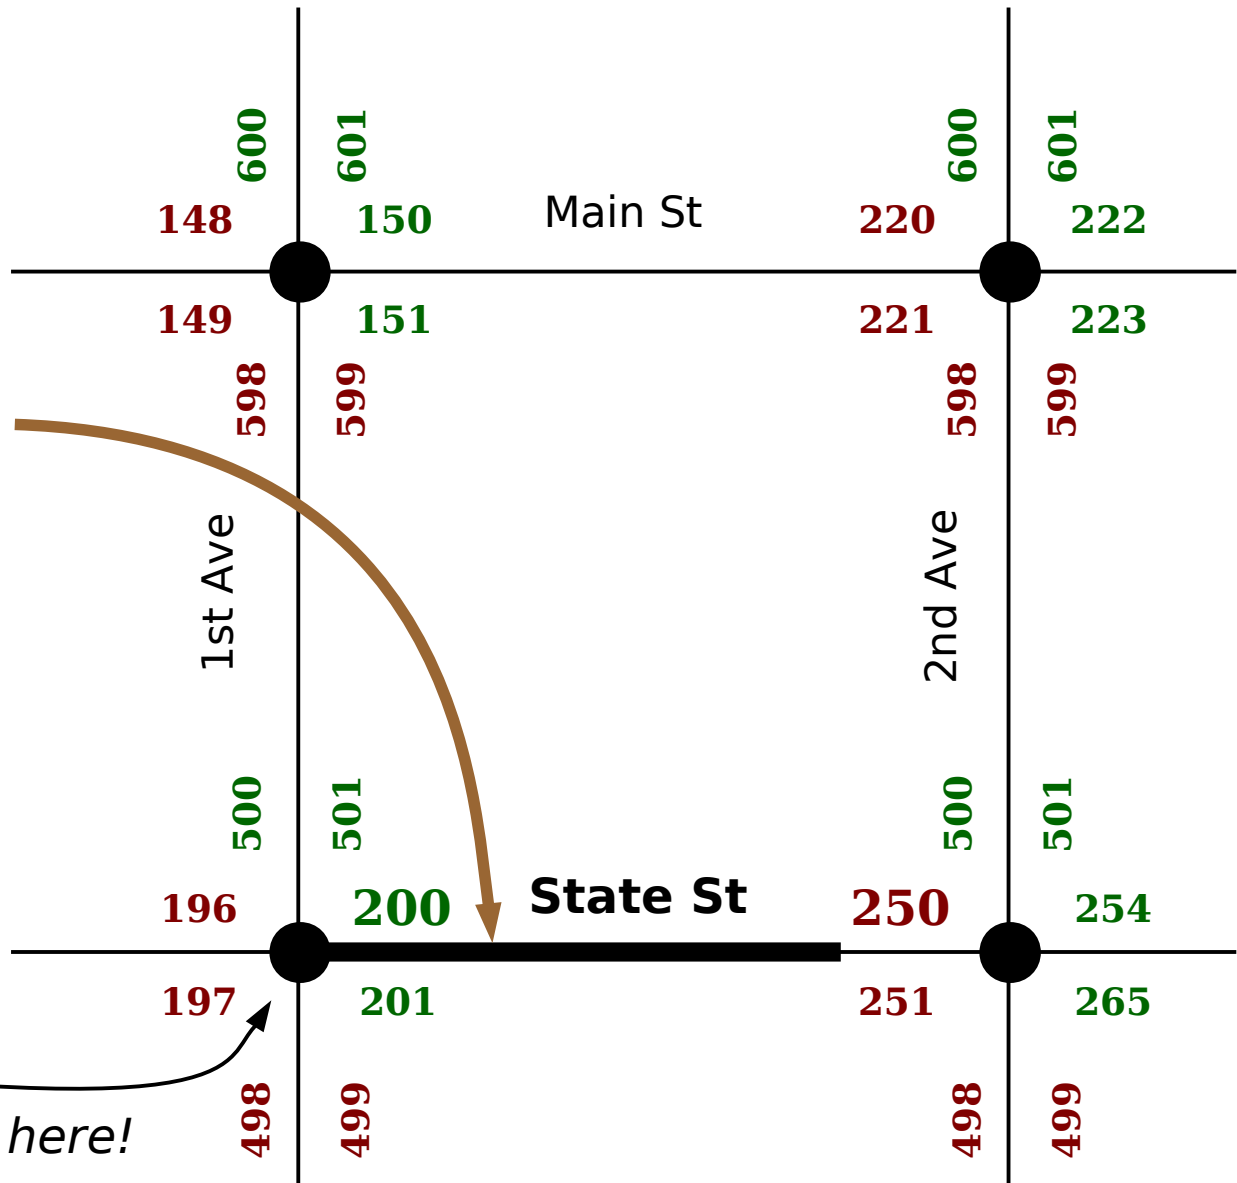 600 601 600 601
148 150 Main St 220 222
149 151 221 223
598 599 598 599
1st Ave 2nd Ave
500 501 500 501
196 200 State St 250 254
197 201 251 265
498 499 498 499
here!